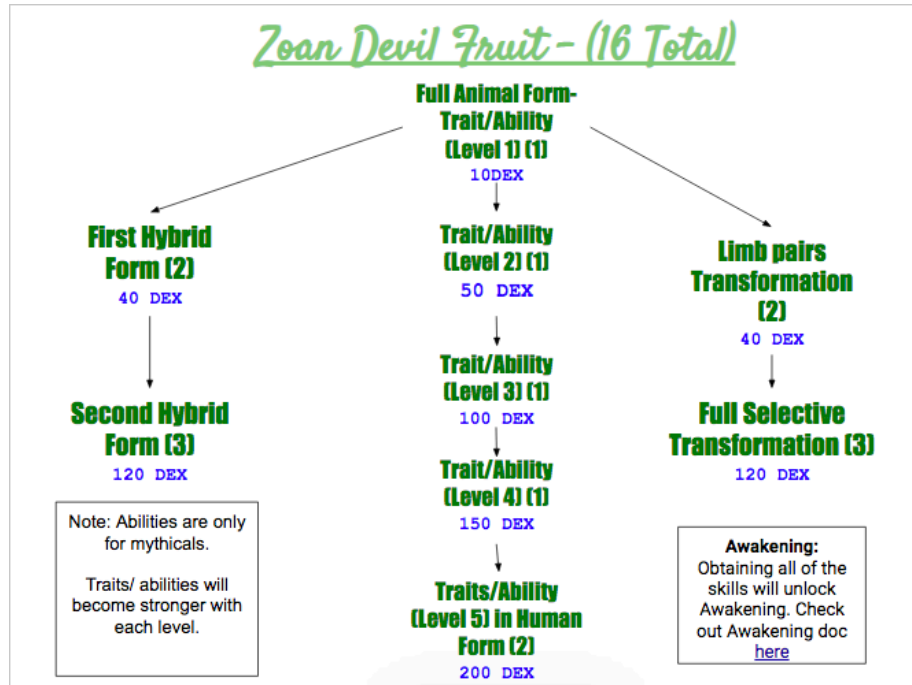 Zoan Devil Fruit - (16 Total)
Full Animal Form-
Trait/Ability
(Level 1) (1)
10DEX
First Hybrid
Form (2)
40 DEX
Second Hybrid
Form (3)
120 DEX
Trait/Ability
(Level 2) (1)
50 DEX
Trait/Ability
(Level 3) (1)
100 DEX
Trait/Ability
(Level 4) (1)
150 DEX
Traits/Ability
(Level 5) in Human
Form (2)
200 DEX
Limb pairs
Transformation
(2)
40 DEX
Full Selective
Transformation (3)
120 DEX
Note: Abilities are only
for mythicals.
Traits/ abilities will
become stronger with
each level.
Awakening:
Obtaining all of the
skills will unlock
Awakening. Check
out Awakening doc
here